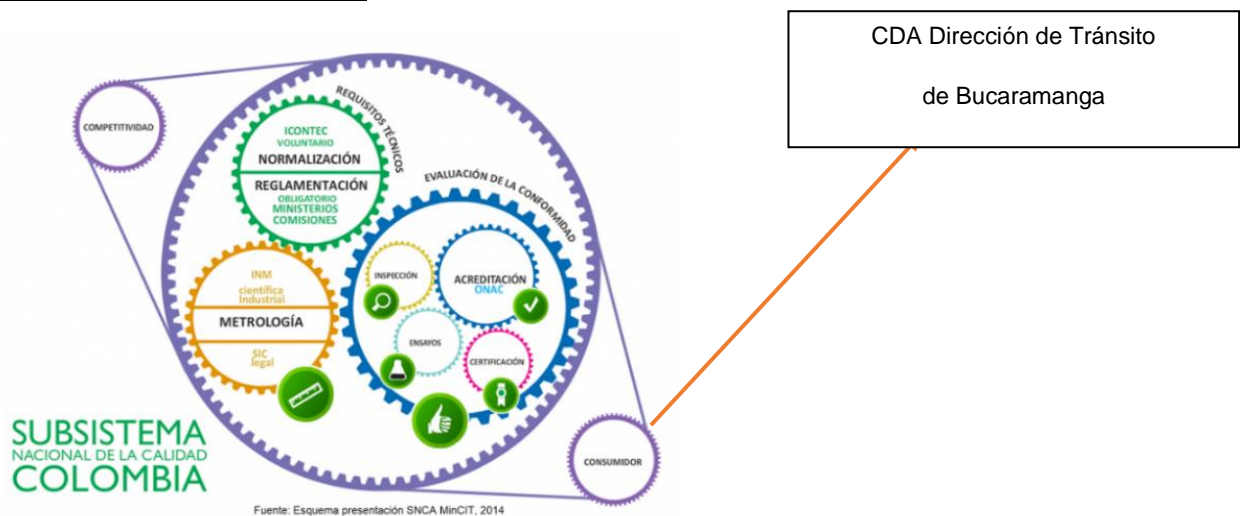 CDA Dirección de Tránsito
de Bucaramanga
COMPETITIVIDAD
REQUISITOS TÉCNICOS
ICONTEC
VOLUNTARIO
NORMALIZACIÓN
REGLAMENTACIÓN
OBLIGATORIO
MINISTERIOS
COMISIONES
EVALUACIÓN DE LA CONFORMIDAD
INSPECCIÓN
ACREDITACIÓN
ONAC
ENSAYOS
CERTIFICACIÓN
INM
científica
Industrial
METROLOGÍA
SIC
legal
SUBSISTEMA
NACIONAL DE LA CALIDAD
COLOMBIA
CONSUMIDOR
Fuente: Esquema presentación SNCA MinCIT, 2014